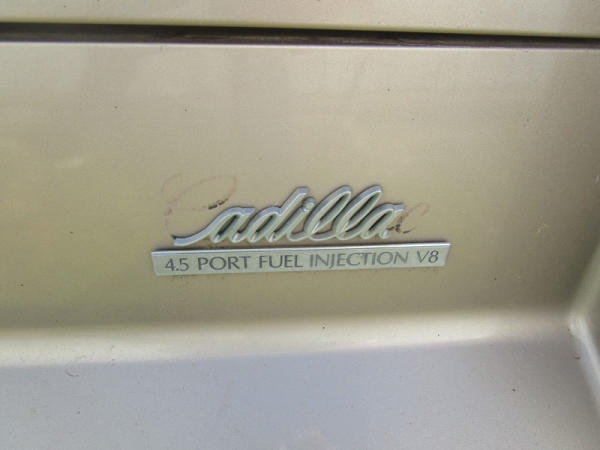 Cadillac
4.5 PORT FUEL INJECTION V8